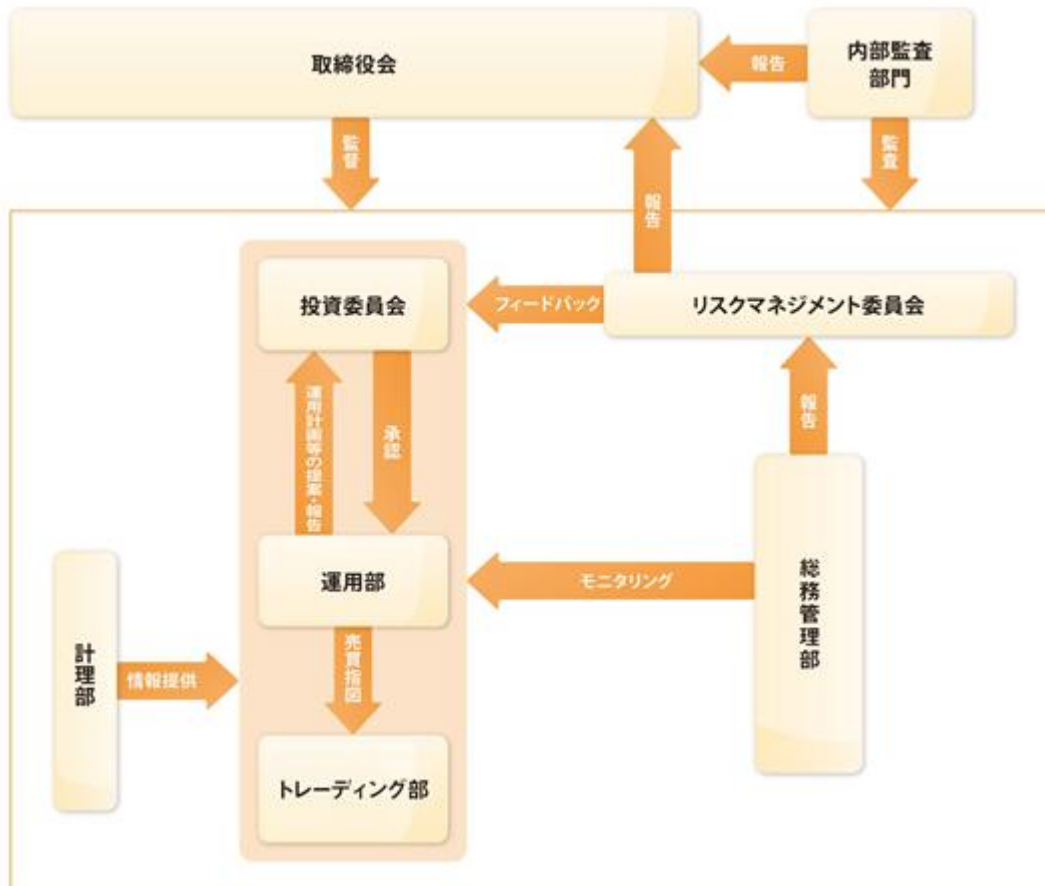 取締役会
報告
内部監査
部門
監督
監査
報告
投資委員会
フィードバック
リスクマネジメント委員会
運用計画等の提案・報告
承認
報告
運用部
モニタリング
総務管理部
計理部
情報提供
売買指図
トレーディング部